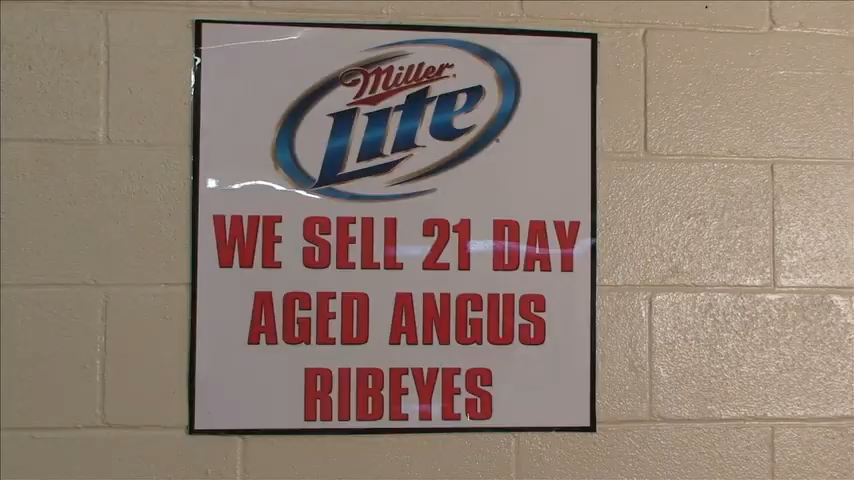 Miller
Lite
WE SELL 21 DAY
AGED ANGUS
RIBEYES